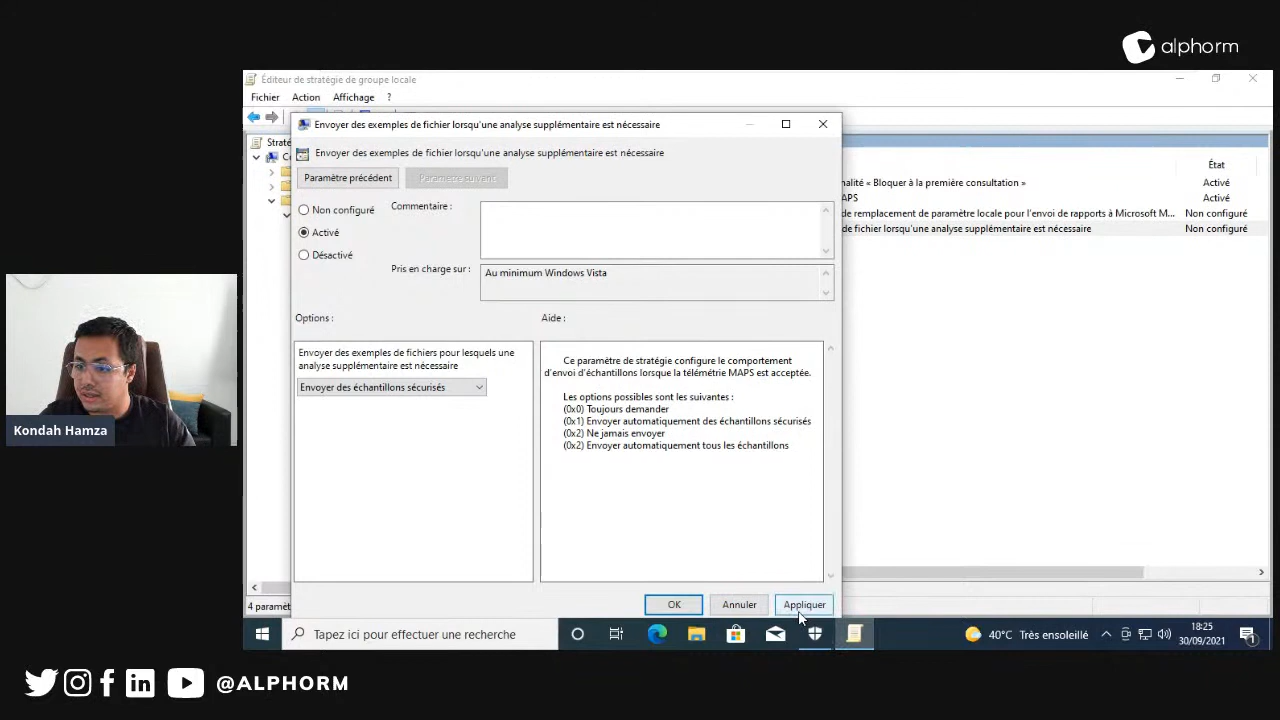 alphorm
Éditeur de stratégie de groupe locale
Fichier Action Affichage ?
Envoyer des exemples de fichier lorsqu'une analyse supplémentaire est nécessaire
Envoyer des exemples de fichier lorsqu'une analyse supplémentaire est nécessaire
Paramètre précédent Paramètre suivant
Non configuré
Activé
Désactivé
Commentaire :
Pris en charge sur :
Au minimum Windows Vista
Options :
Aide :
Envoyer des exemples de fichiers pour lesquels une
analyse supplémentaire est nécessaire
Envoyer des échantillons sécurisés
Ce paramètre de stratégie configure le comportement
d'envoi d'échantillons lorsque la télémétrie MAPS est acceptée.
Les options possibles sont les suivantes :
(0x0) Toujours demander
(0x1) Envoyer automatiquement des échantillons sécurisés
(0x2) Ne jamais envoyer
(0x2) Envoyer automatiquement tous les échantillons
OK Annuler Appliquer
État
nalité « Bloquer à la première consultation » Activé
APS Activé
de remplacement de paramètre locale pour l'envoi de rapports à Microsoft M... Non configuré
de fichier lorsqu'une analyse supplémentaire est nécessaire Non configuré
Straté
4 paramèt
Kondah Hamza
Tapez ici pour effectuer une recherche
40°C Très ensoleillé
18:25
30/09/2021
1
@ALPHORM